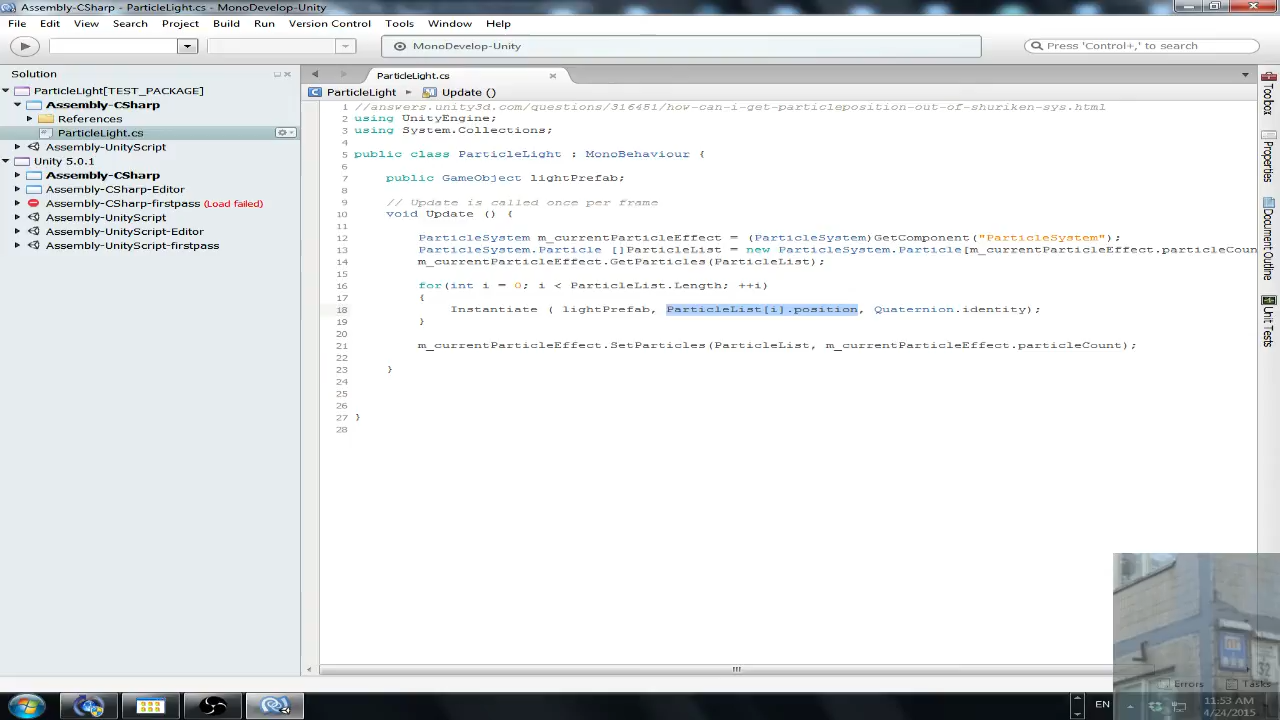 Assembly-CSharp - ParticleLight.cs - MonoDevelop-Unity
File Edit View Search Project Build Run Version Control Tools Window Help
MonoDevelop-Unity
Press 'Control+,' to search
Solution
ParticleLight[TEST_PACKAGE]
Assembly-CSharp
References
ParticleLight.cs
Assembly-UnityScript
Unity 5.0.1
Assembly-CSharp
Assembly-CSharp-Editor
Assembly-CSharp-firstpass (Load failed)
Assembly-UnityScript
Assembly-UnityScript-Editor
Assembly-UnityScript-firstpass
ParticleLight.cs
ParticleLight Update ()
1 //answers.unity3d.com/questions/316451/how-can-i-get-particleposition-out-of-shuriken-sys.html
2 using UnityEngine;
3 using System.Collections;
4
5 public class ParticleLight : MonoBehaviour {
6
7 public GameObject lightPrefab;
8
9 // Update is called once per frame
10 void Update () {
11
12 ParticleSystem m_currentParticleEffect = (ParticleSystem)GetComponent("ParticleSystem");
13 ParticleSystem.Particle []ParticleList = new ParticleSystem.Particle[m_currentParticleEffect.particleCoun
14 m_currentParticleEffect.GetParticles(ParticleList);
15
16 for(int i = 0; i < ParticleList.Length; ++i)
17 {
18 Instantiate ( lightPrefab, ParticleList[i].position, Quaternion.identity);
19 }
20
21 m_currentParticleEffect.SetParticles(ParticleList, m_currentParticleEffect.particleCount);
22
23 }
24
25
26
27 }
28
Toolbox
Properties
Document Outline
Unit Tests
32
Errors Tasks
EN
11:53 AM
4/24/2015